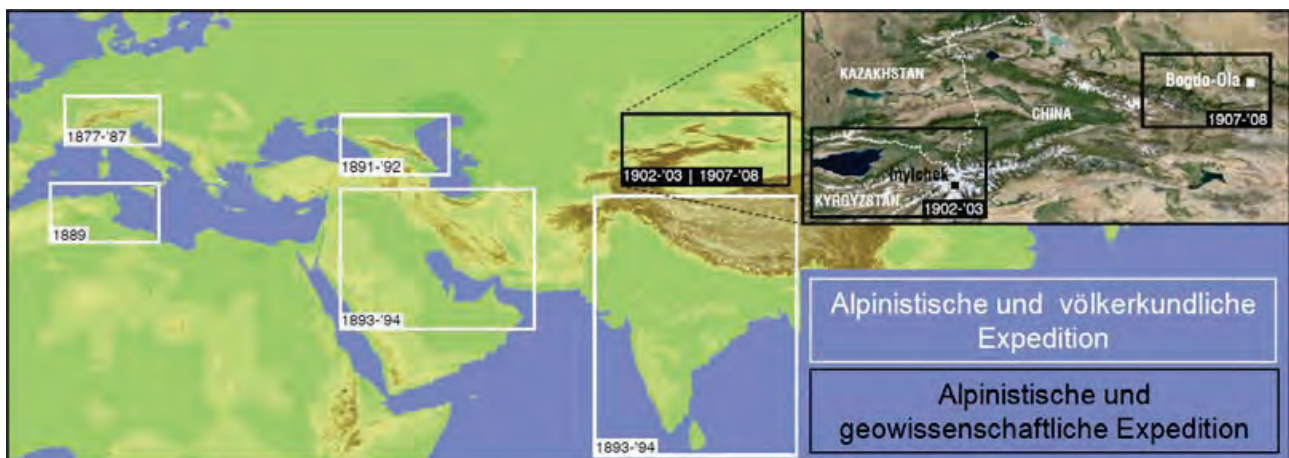 1877-'87
1889
1891-'92
1893-'94
1902-'03 | 1907-'08
1893-'94
KAZAKHSTAN
CHINA
Bogdo-Ola
1907-'08
Inylchek
KYRGYZSTAN
1902-'03
Alpinistische und völkerkundliche
Expedition
Alpinistische und
geowissenschaftliche Expedition